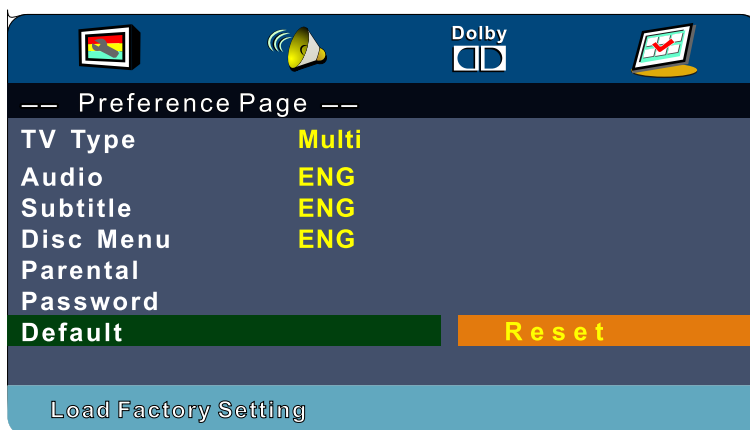 Dolby
–– Preference Page ––
TV Type Multi
Audio ENG
Subtitle ENG
Disc Menu ENG
Parental
Password
Default Reset
Load Factory Setting